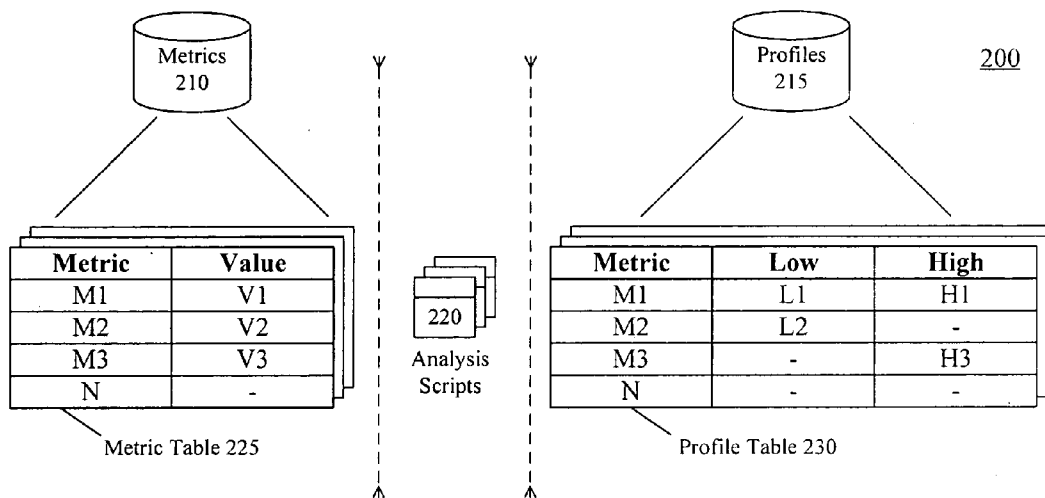 Metrics
210
Profiles
215
200
Metric Value
M1 V1
M2 V2
M3 V3
N -
Metric Table 225
220
Analysis
Scripts
Metric Low High
M1 L1 H1
M2 L2 -
M3 - H3
N - -
Profile Table 230